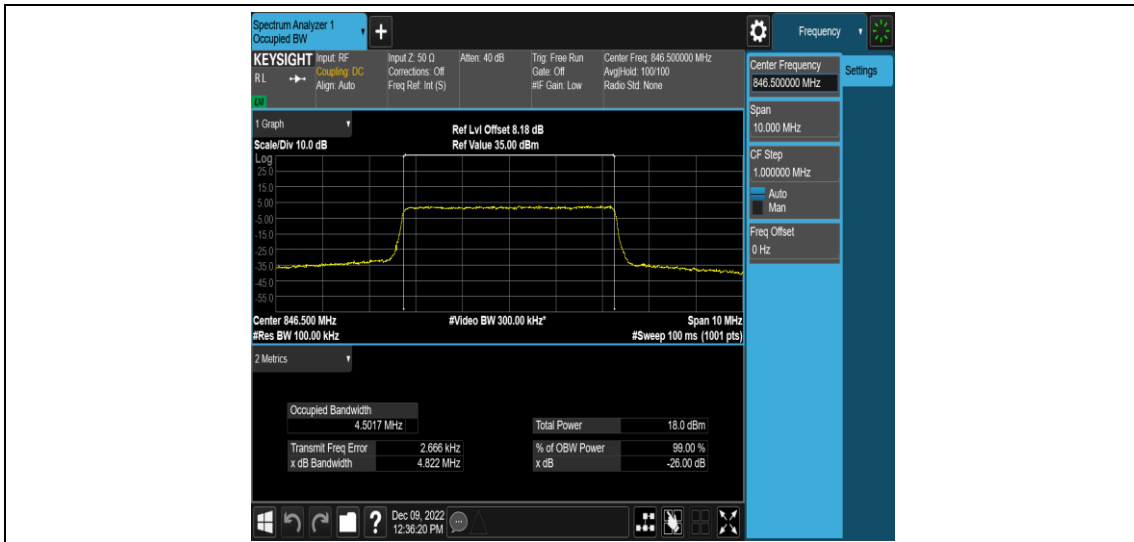 Spectrum Analyzer 1
Occupied BW
+
Frequency
KEYSIGHT
RL
LXI
Input: RF
Coupling: DC
Align: Auto
Input Z: 50 Ω
Corrections: Off
Freq Ref: Int (S)
Atten: 40 dB
Trig: Free Run
Gate: Off
#IF Gain: Low
Center Freq: 846.500000 MHz
Avg|Hold: 100/100
Radio Std: None
Center Frequency
846.500000 MHz
Settings
Span
10.000 MHz
CF Step
1.000000 MHz
Auto
Man
Freq Offset
0 Hz
1 Graph
Ref Lvl Offset 8.18 dB
Scale/Div 10.0 dB
Ref Value 35.00 dBm
Log
25.0
15.0
5.00
-5.00
-15.0
-25.0
-35.0
-45.0
-55.0
Center 846.500 MHz
#Video BW 300.00 kHz*
Span 10 MHz
#Res BW 100.00 kHz
#Sweep 100 ms (1001 pts)
2 Metrics
Occupied Bandwidth
4.5017 MHz
Total Power 18.0 dBm
Transmit Freq Error 2.666 kHz
% of OBW Power 99.00 %
x dB Bandwidth 4.822 MHz
x dB -26.00 dB
?
Dec 09, 2022
12:36:20 PM